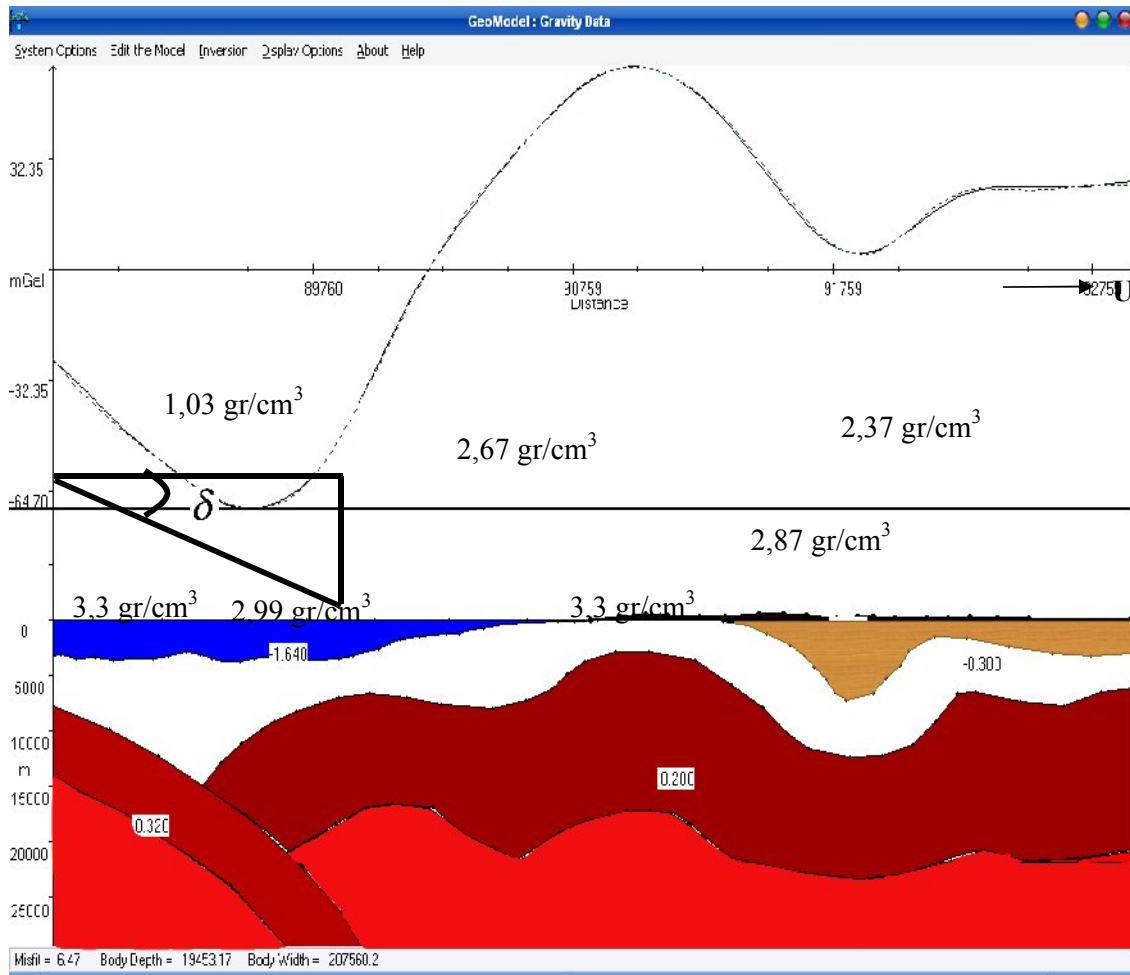 GeoModel : Gravity Data
System Options Edit the Mocel Inversion Display Options About Help
32.35
mGal
89760 90759 91759
Distance
U
-32.35
1,03 gr/cm³
2,67 gr/cm³ 2,37 gr/cm³
-64.70
δ
2,87 gr/cm³
3,3 gr/cm³ 2,99 gr/cm³ 3,3 gr/cm³
0
-1.640
-0.300
5000
10000
m
0.200
15000
0.320
20000
25000
Misfit = 6.47 Body Depth = 19453.17 Body Width = 207560.2